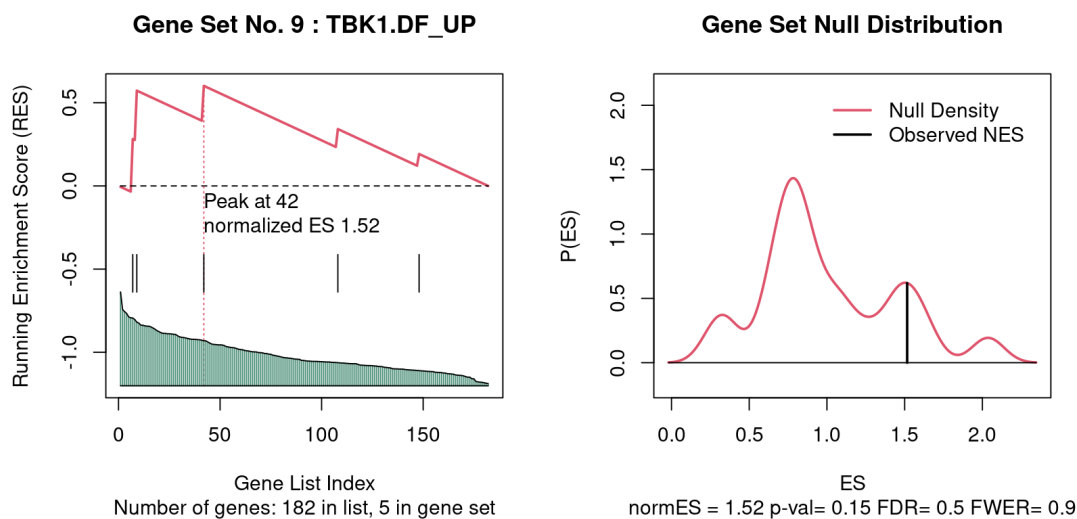 Gene Set No. 9 : TBK1.DF_UP
Running Enrichment Score (RES)
0.5
0.0
-0.5
-1.0
Peak at 42
normalized ES 1.52
0
50
100
150
Gene List Index
Number of genes: 182 in list, 5 in gene set
Gene Set Null Distribution
P(ES)
2.0
1.5
1.0
0.5
0.0
Null Density
Observed NES
0.0
0.5
1.0
1.5
2.0
ES
normES = 1.52 p-val= 0.15 FDR= 0.5 FWER= 0.9